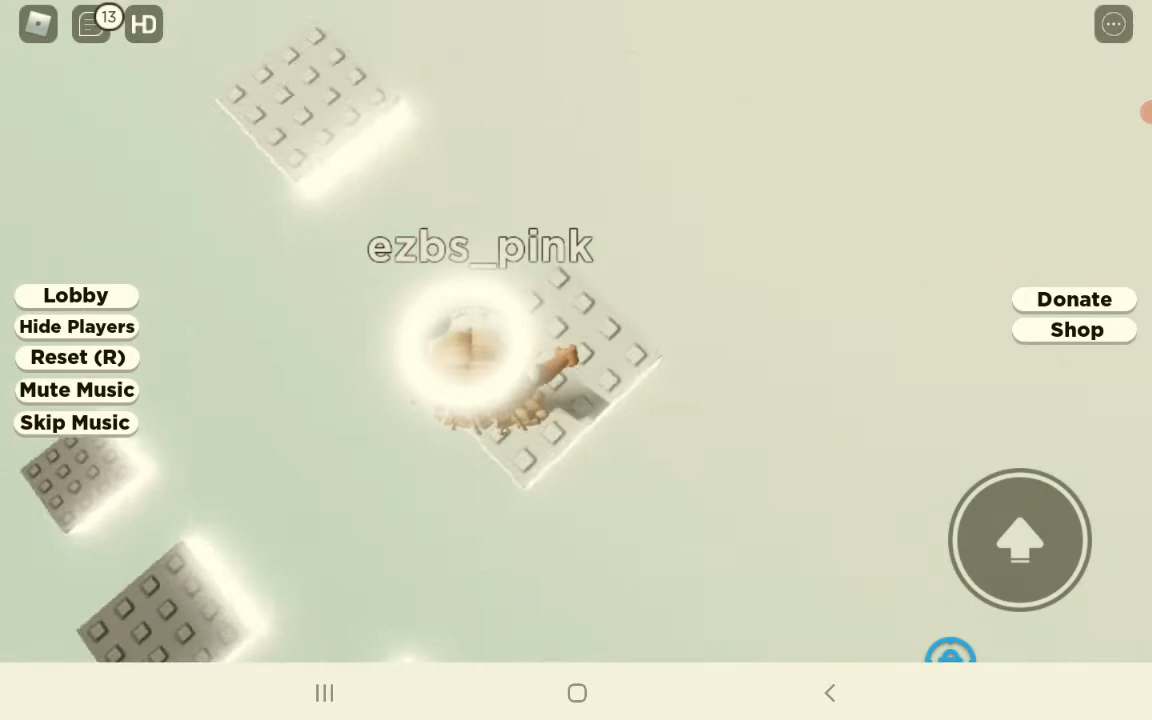 13
HD
ezbs_pink
Lobby
Hide Players
Reset (R)
Mute Music
Skip Music
Donate
Shop